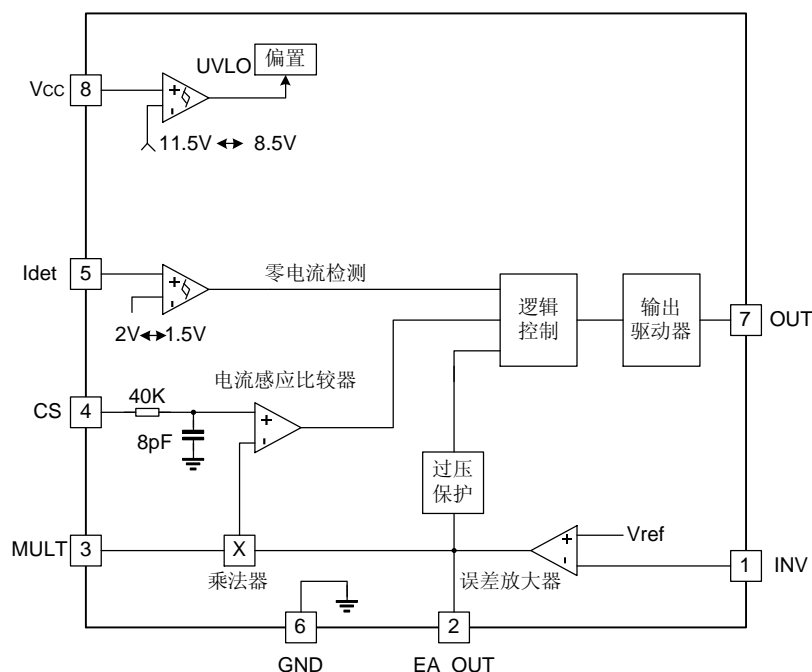 偏置
UVLO
Vcc 8
+
-
11.5V ↔ 8.5V
Idet 5
+
-
零电流检测
2V↔1.5V
逻辑
控制
输出
驱动器
7 OUT
电流感应比较器
CS 4
40K
8pF
+
-
过压
保护
MULT 3
X
乘法器
+
-
Vref
误差放大器
1 INV
6
GND
2
EA_OUT